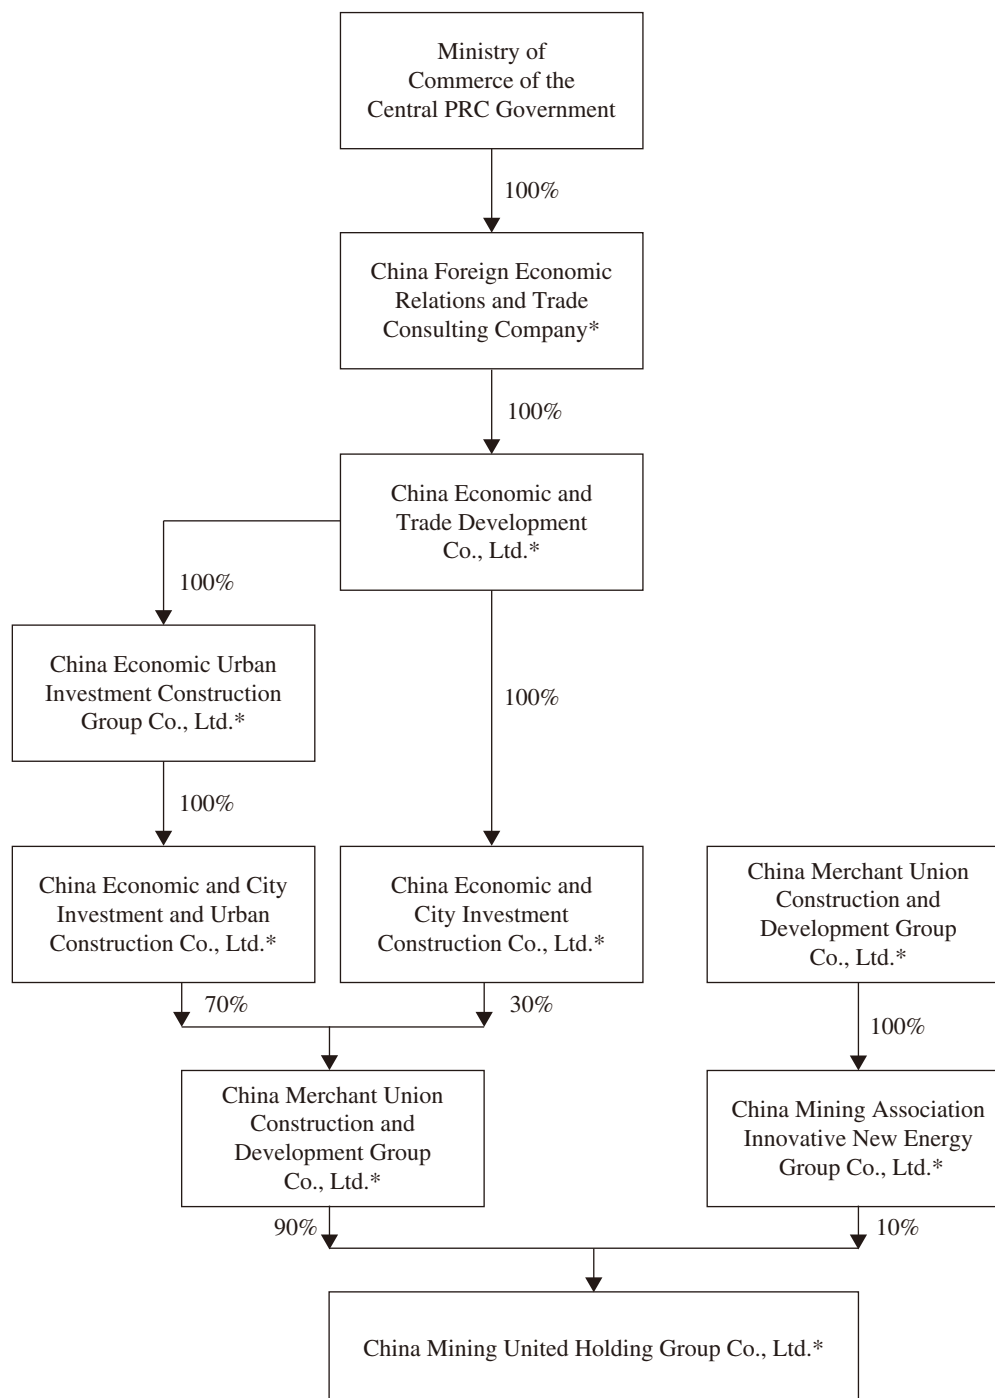 Ministry of
Commerce of the
Central PRC Government
100%
China Foreign Economic
Relations and Trade
Consulting Company*
100%
China Economic and
Trade Development
Co., Ltd.*
100%
China Economic Urban
Investment Construction
Group Co., Ltd.*
100%
100%
China Economic and City
Investment and Urban
Construction Co., Ltd.*
China Economic and
City Investment
Construction Co., Ltd.*
China Merchant Union
Construction and
Development Group
Co., Ltd.*
70%
30%
100%
China Merchant Union
Construction and
Development Group
Co., Ltd.*
China Mining Association
Innovative New Energy
Group Co., Ltd.*
90%
10%
China Mining United Holding Group Co., Ltd.*